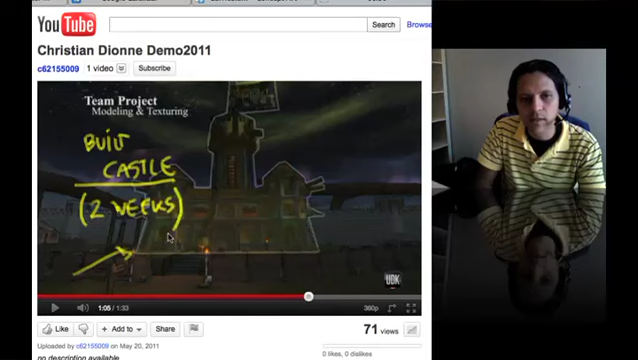 You Tube
Search
Browse
Christian Dionne Demo2011
c62155009 1 video Subscribe
Team Project
Modeling & Texturing
BUILT
CASTLE
(2 WEEKS)
UDK
1:05 / 1:33
360p
Like
+ Add to
Share
71 views
Uploaded by c62155009 on May 20, 2011
0 likes, 0 dislikes
no description available